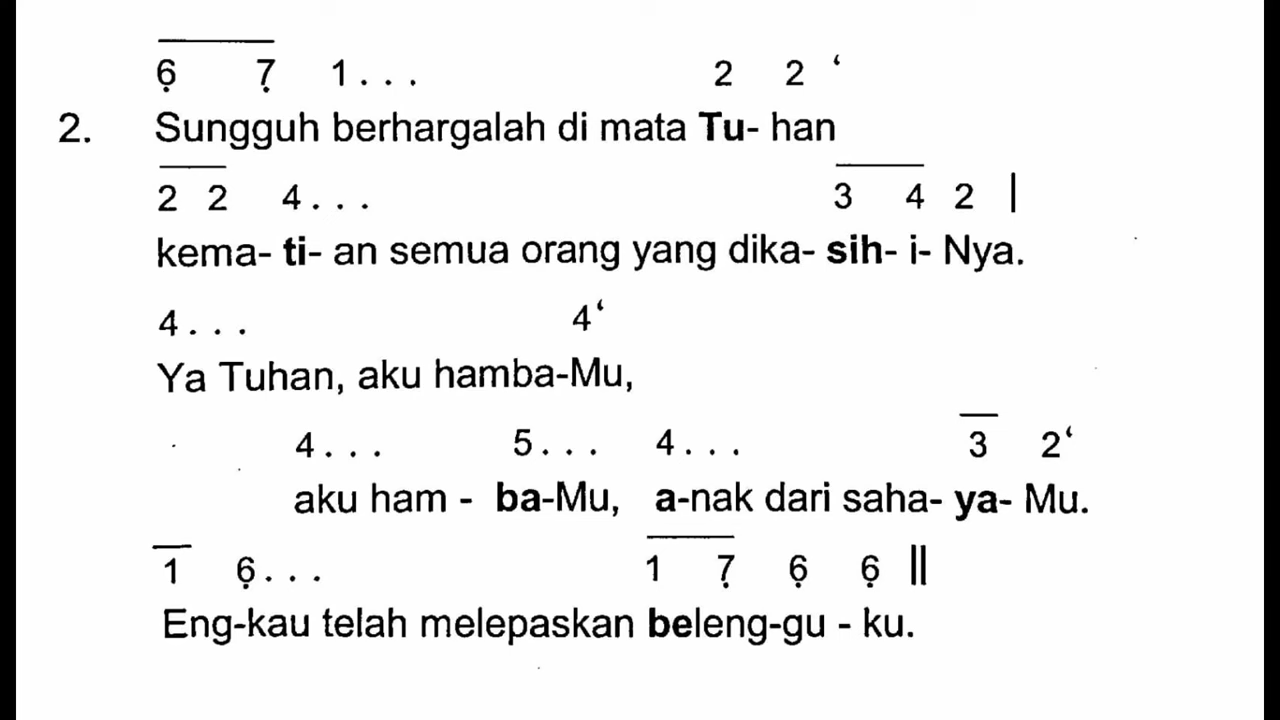 6̣ 7̣ 1 . . . 2 2 ‘
2. Sungguh berhargalah di mata Tu- han
2 2 4 . . . 3 4 2 |
kema- ti- an semua orang yang dika- sih- i- Nya.
4 . . . 4‘
Ya Tuhan, aku hamba-Mu,
4 . . . 5 . . . 4 . . . 3 2‘
aku ham - ba-Mu, a-nak dari saha- ya- Mu.
1 6̣ . . . 1 7̣ 6̣ 6̣ ||
Eng-kau telah melepaskan beleng-gu - ku.